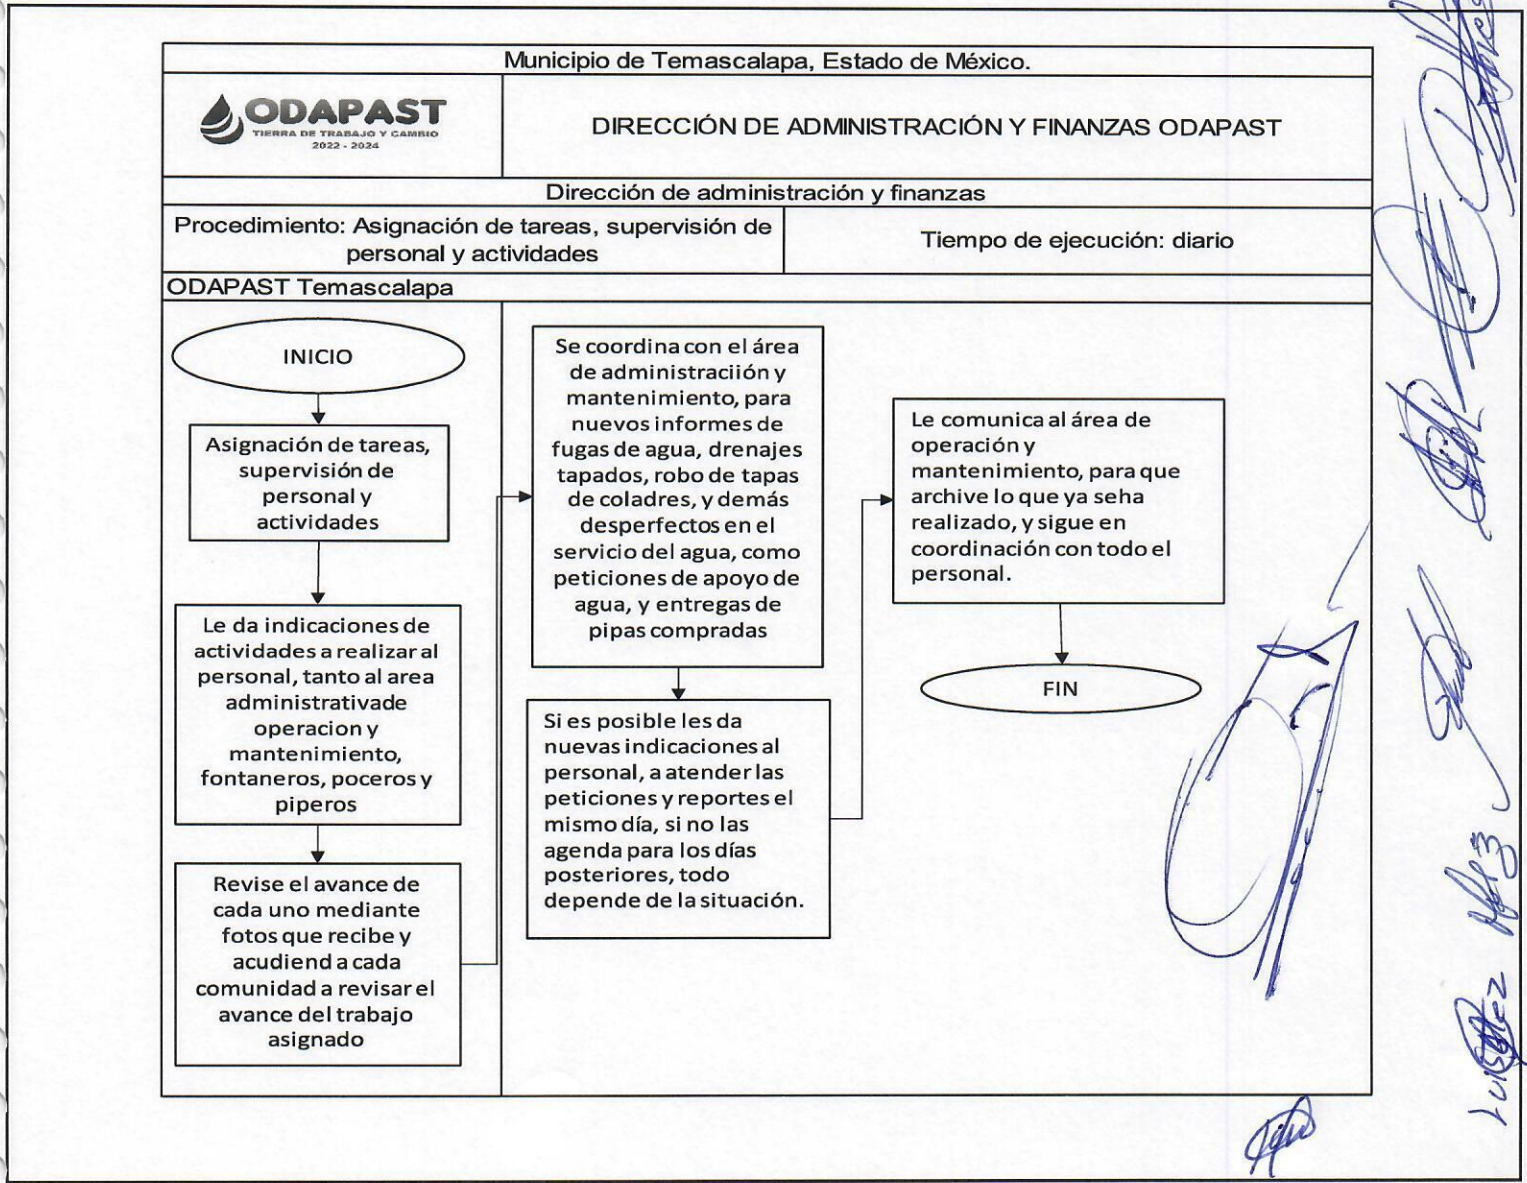 Municipio de Temascalapa, Estado de México.
ODAPAST
TIERRA DE TRABAJO Y CAMBIO
2022 - 2024
DIRECCIÓN DE ADMINISTRACIÓN Y FINANZAS ODAPAST
Dirección de administración y finanzas
Procedimiento: Asignación de tareas, supervisión de
personal y actividades
Tiempo de ejecución: diario
ODAPAST Temascalapa
INICIO
Asignación de tareas,
supervisión de
personal y
actividades
Le da indicaciones de
actividades a realizar al
personal, tanto al area
administrativade
operacion y
mantenimiento,
fontaneros, poceros y
piperos
Revise el avance de
cada uno mediante
fotos que recibe y
acudiend a cada
comunidad a revisar el
avance del trabajo
asignado
Se coordina con el área
de administraciión y
mantenimiento, para
nuevos informes de
fugas de agua, drenajes
tapados, robo de tapas
de coladres, y demás
desperfectos en el
servicio del agua, como
peticiones de apoyo de
agua, y entregas de
pipas compradas
Si es posible les da
nuevas indicaciones al
personal, a atender las
peticiones y reportes el
mismo día, si no las
agenda para los días
posteriores, todo
depende de la situación.
Le comunica al área de
operación y
mantenimiento, para que
archive lo que ya seha
realizado, y sigue en
coordinación con todo el
personal.
FIN